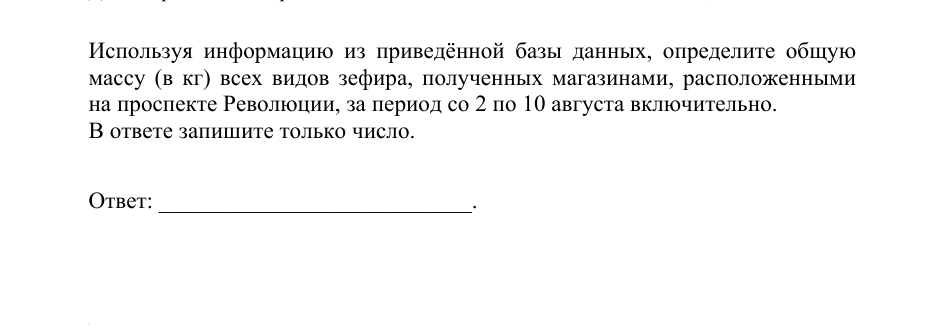 Используя информацию из приведённой базы данных, определите общую
массу (в кг) всех видов зефира, полученных магазинами, расположенными
на проспекте Революции, за период со 2 по 10 августа включительно.
В ответе запишите только число.
Ответ: ____________________________.